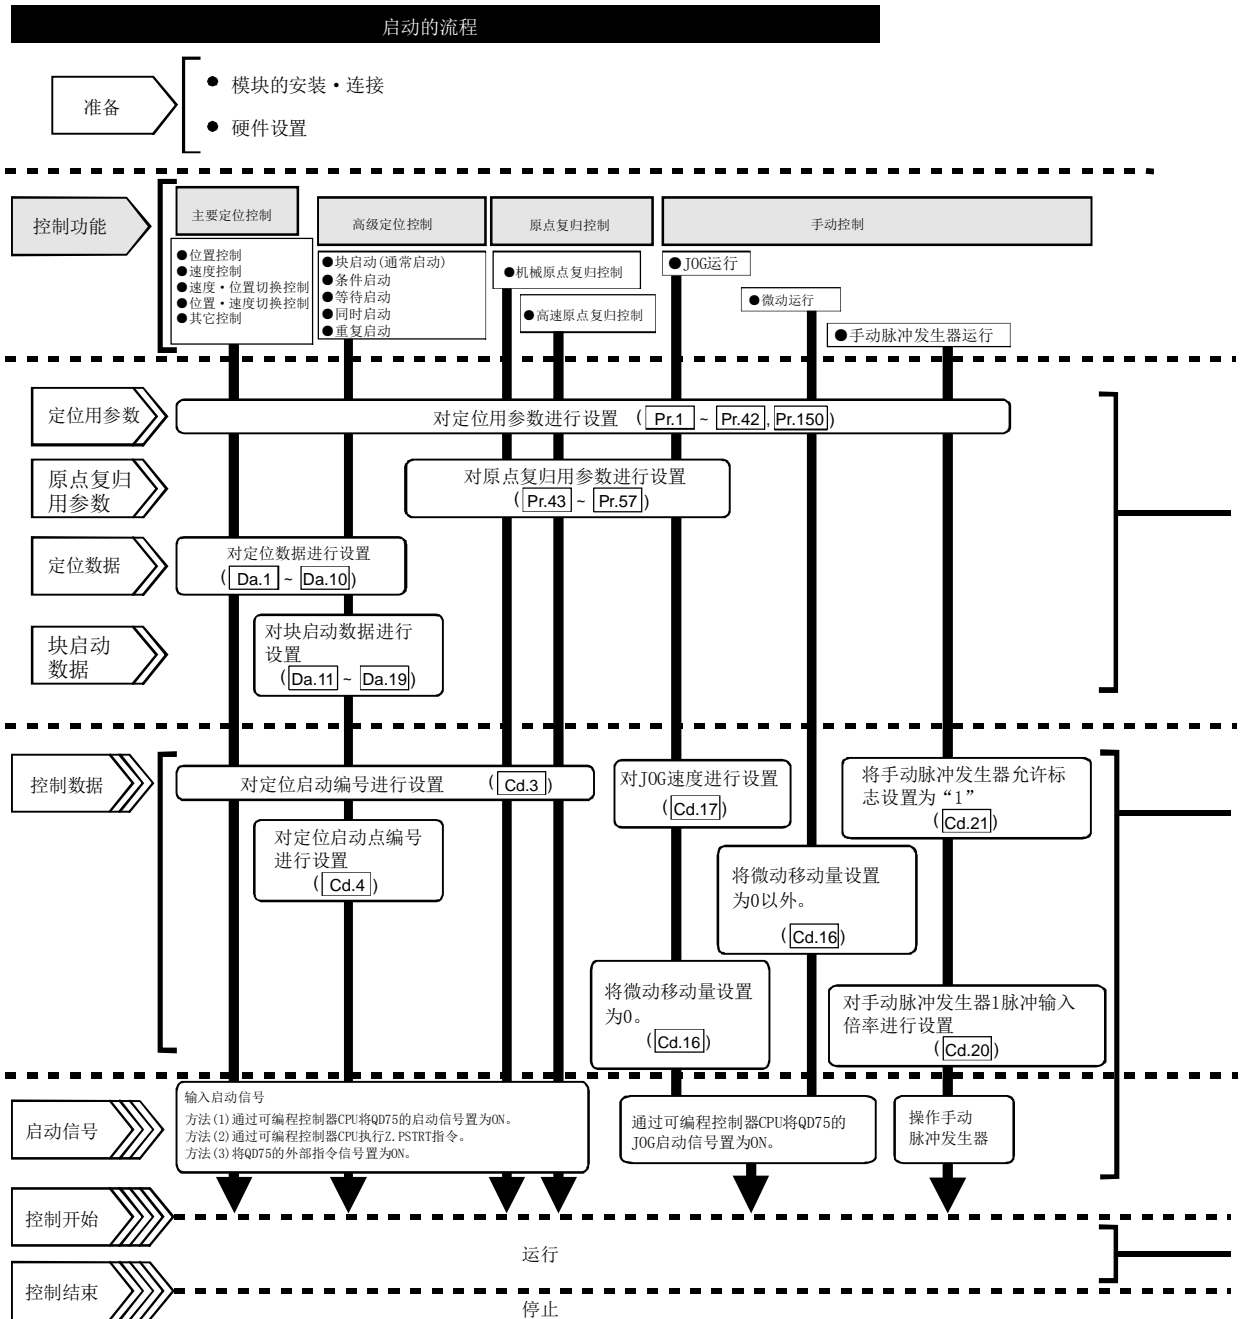 启动的流程
准备
● 模块的安装・连接
● 硬件设置
控制功能
主要定位控制
高级定位控制
原点复归控制
手动控制
●位置控制
●速度控制
●速度・位置切换控制
●位置・速度切换控制
●其它控制
●块启动(通常启动)
●条件启动
●等待启动
●同时启动
●重复启动
●机械原点复归控制
●高速原点复归控制
●JOG运行
●微动运行
●手动脉冲发生器运行
定位用参数
对定位用参数进行设置 (Pr.1 ~ Pr.42,Pr.150)
原点复归
用参数
对原点复归用参数进行设置
(Pr.43 ~ Pr.57)
定位数据
对定位数据进行设置
(Da.1 ~ Da.10)
块启动
数据
对块启动数据进行
设置
(Da.11 ~ Da.19)
控制数据
对定位启动编号进行设置 (Cd.3)
对定位启动点编号
进行设置
(Cd.4)
对JOG速度进行设置
(Cd.17)
将微动移动量设置
为0。
(Cd.16)
将微动移动量设置
为0以外。
(Cd.16)
将手动脉冲发生器允许标
志设置为“1”
(Cd.21)
对手动脉冲发生器1脉冲输入
倍率进行设置
(Cd.20)
启动信号
输入启动信号
方法(1)通过可编程控制器CPU将QD75的启动信号置为ON。
方法(2)通过可编程控制器CPU执行Z.PSTRT指令。
方法(3)将QD75的外部指令信号置为ON。
通过可编程控制器CPU将QD75的
JOG启动信号置为ON。
操作手动
脉冲发生器
控制开始
运行
控制结束
停止